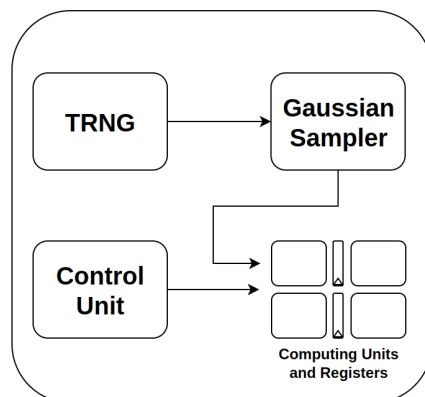 TRNG
Gaussian
Sampler
Control
Unit
Computing Units
and Registers